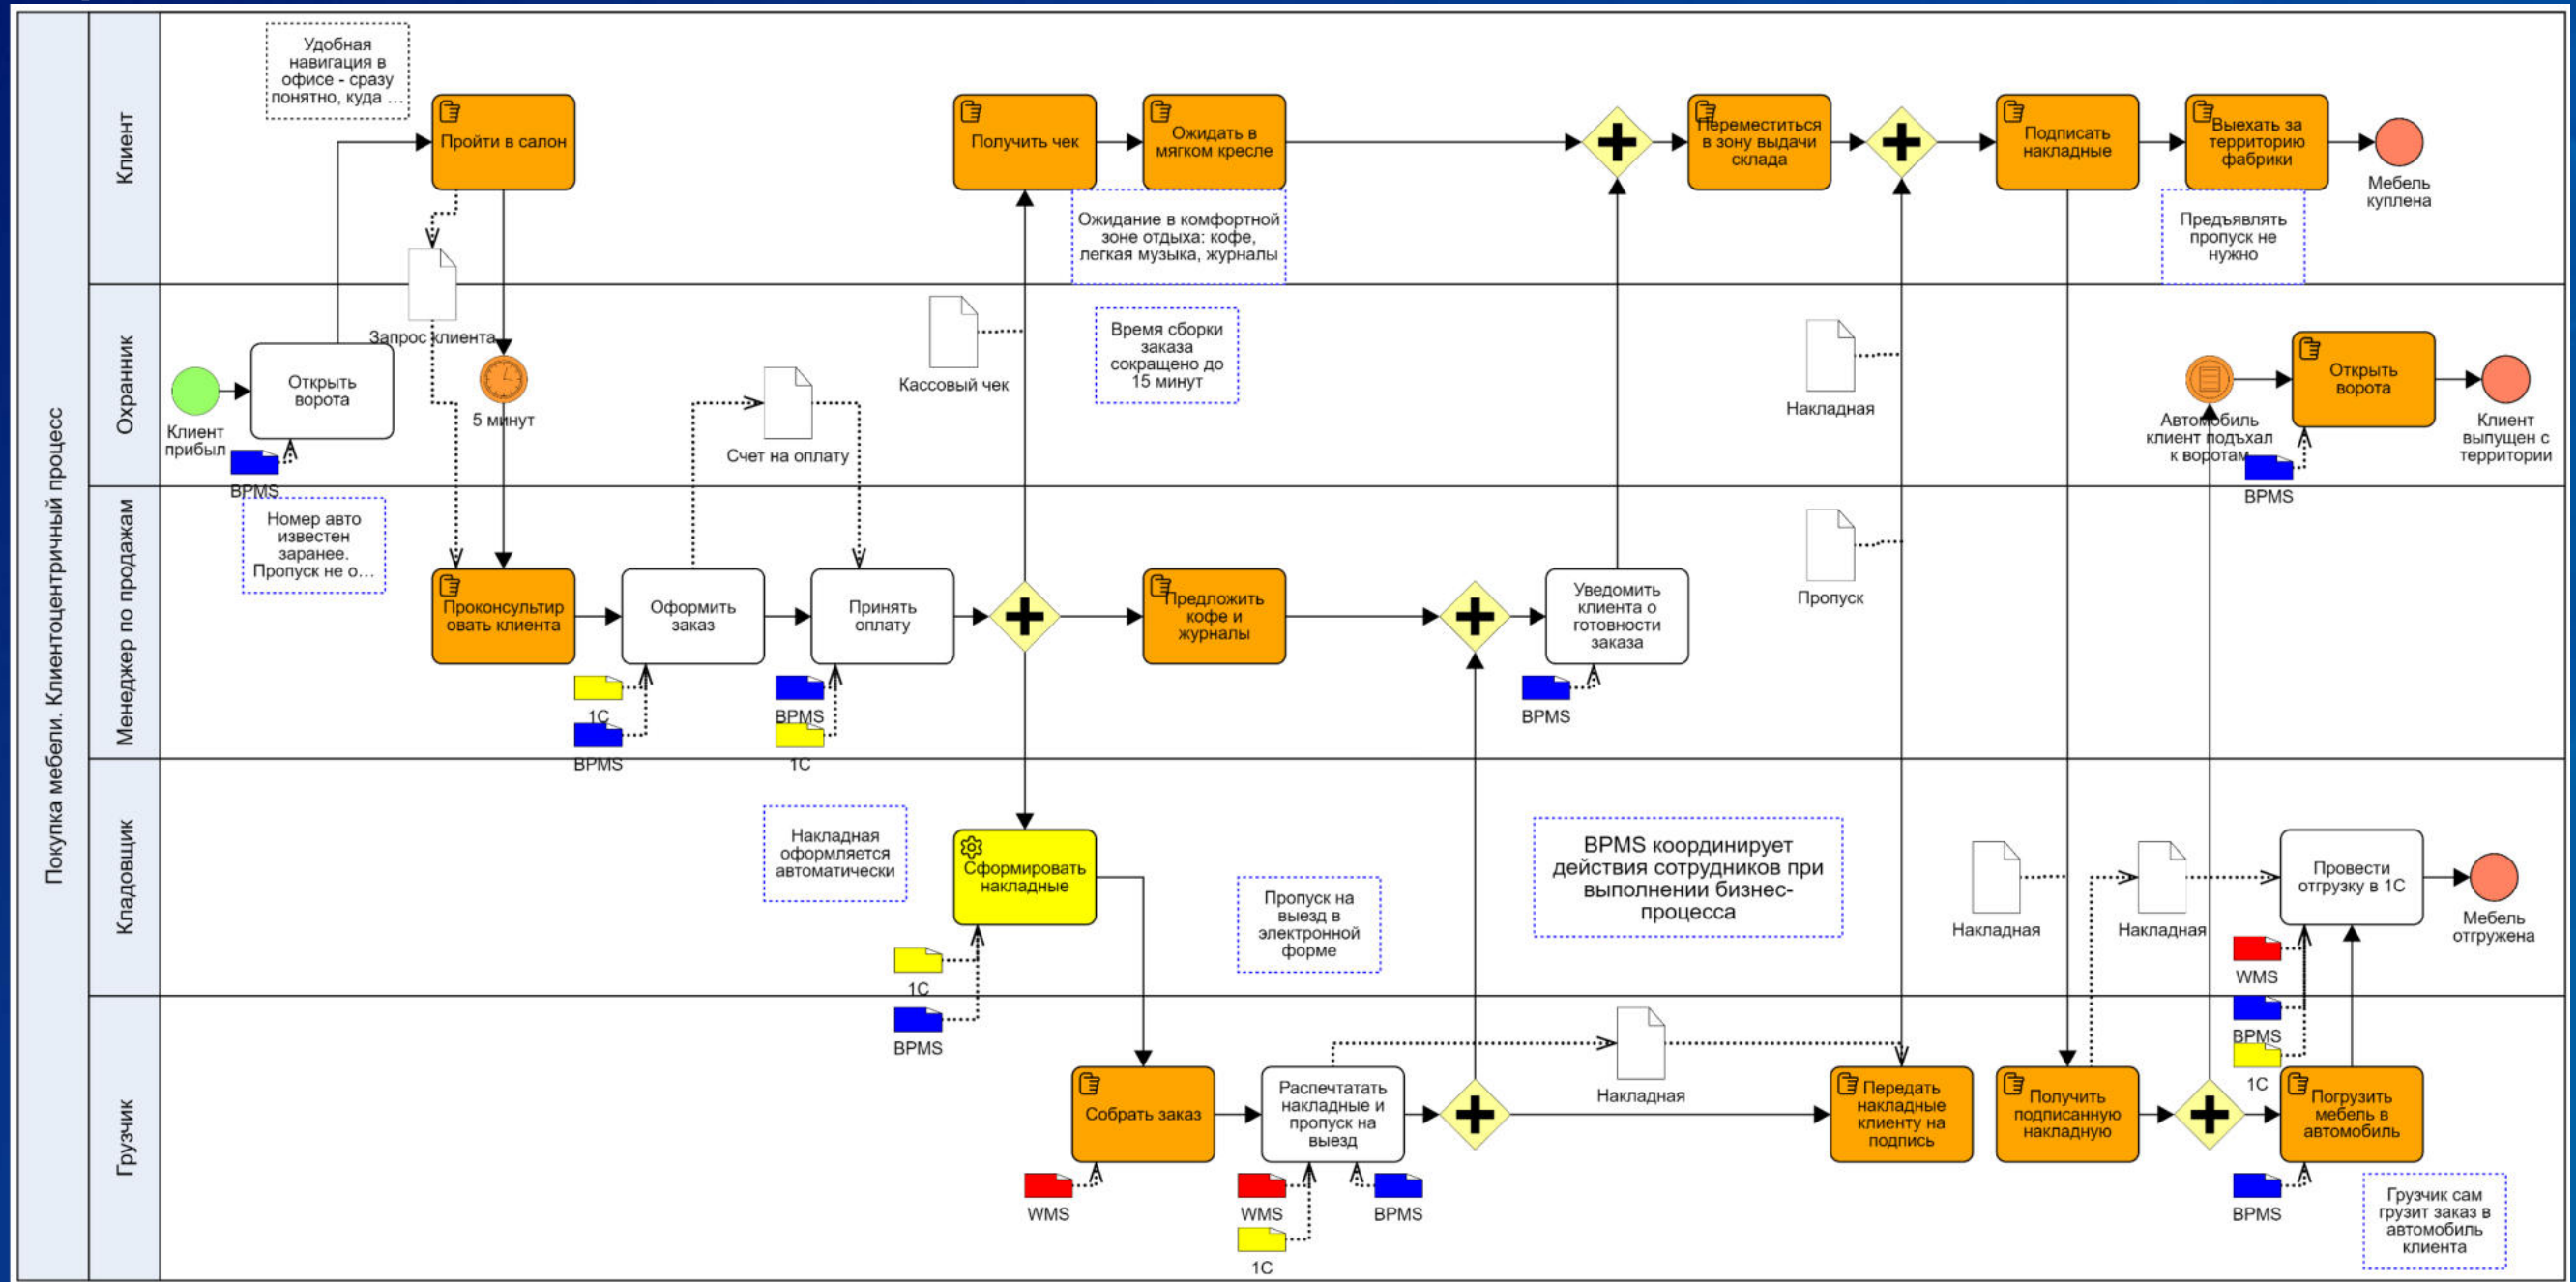 Покупка мебели. Клиентоцентричный процесс
Клиент
Удобная
навигация в
офисе - сразу
понятно, куда ...
Пройти в салон
Получить чек
Ожидать в
мягком кресле
Переместиться
в зону выдачи
склада
Подписать
накладные
Выехать за
территорию
фабрики
Мебель
куплена
Ожидание в комфортной
зоне отдыха: кофе,
легкая музыка, журналы
Предъявлять
пропуск не
нужно
Охранник
Запрос клиента
Клиент
прибыл
Открыть
ворота
BPMS
5 минут
Счет на оплату
Кассовый чек
Время сборки
заказа
сокращено до
15 минут
Накладная
Автомобиль
клиент подъхал
к воротам
Открыть
ворота
BPMS
Клиент
выпущен с
территории
Менеджер по продажам
Номер авто
известен
заранее.
Пропуск не о...
Проконсультир
овать клиента
Оформить
заказ
1C
BPMS
Принять
оплату
BPMS
1C
Предложить
кофе и
журналы
Уведомить
клиента о
готовности
заказа
BPMS
Пропуск
Кладовщик
Накладная
оформляется
автоматически
Сформировать
накладные
1C
BPMS
Пропуск на
выезд в
электронной
форме
BPMS координирует
действия сотрудников при
выполнении бизнес-
процесса
Накладная
Накладная
Провести
отгрузку в 1С
WMS
BPMS
1C
Мебель
отгружена
Грузчик
Собрать заказ
WMS
Распечтатать
накладные и
пропуск на
выезд
WMS
1C
BPMS
Накладная
Передать
накладные
клиенту на
подпись
Получить
подписанную
накладную
Погрузить
мебель в
автомобиль
BPMS
Грузчик сам
грузит заказ в
автомобиль
клиента